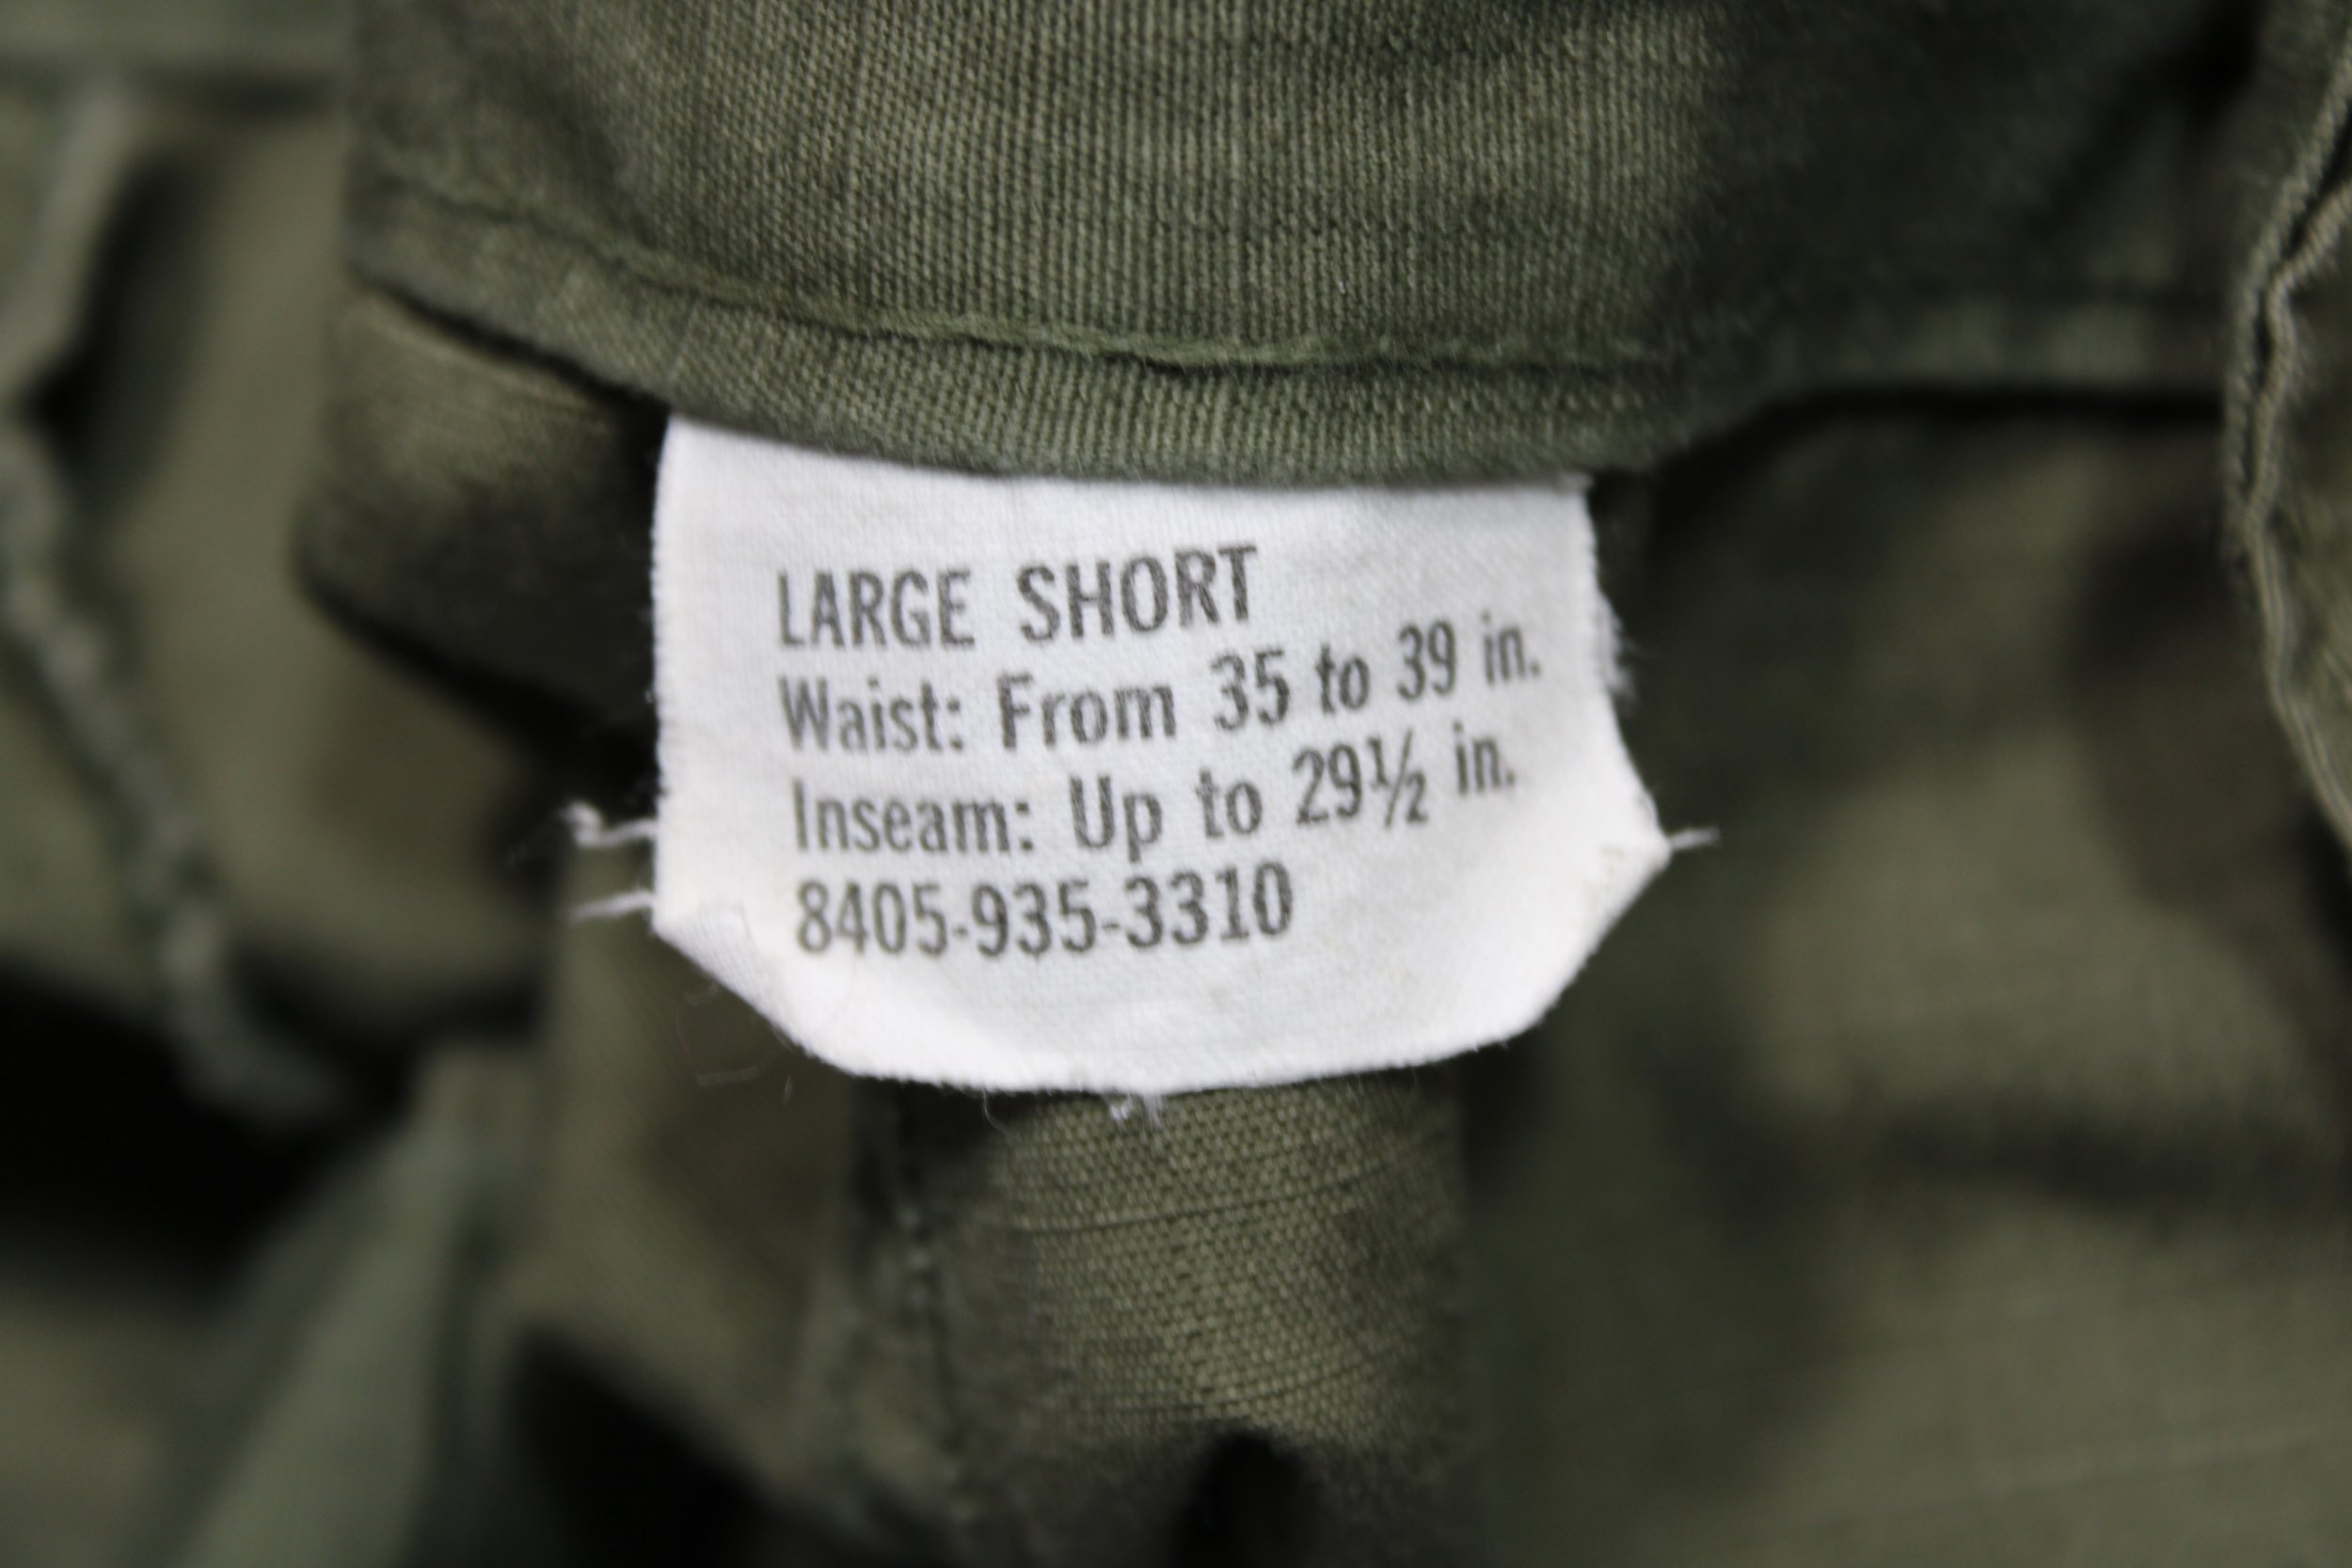 LARGE SHORT
Waist: From 35 to 39 in.
Inseam: Up to 29½ in.
8405-935-3310